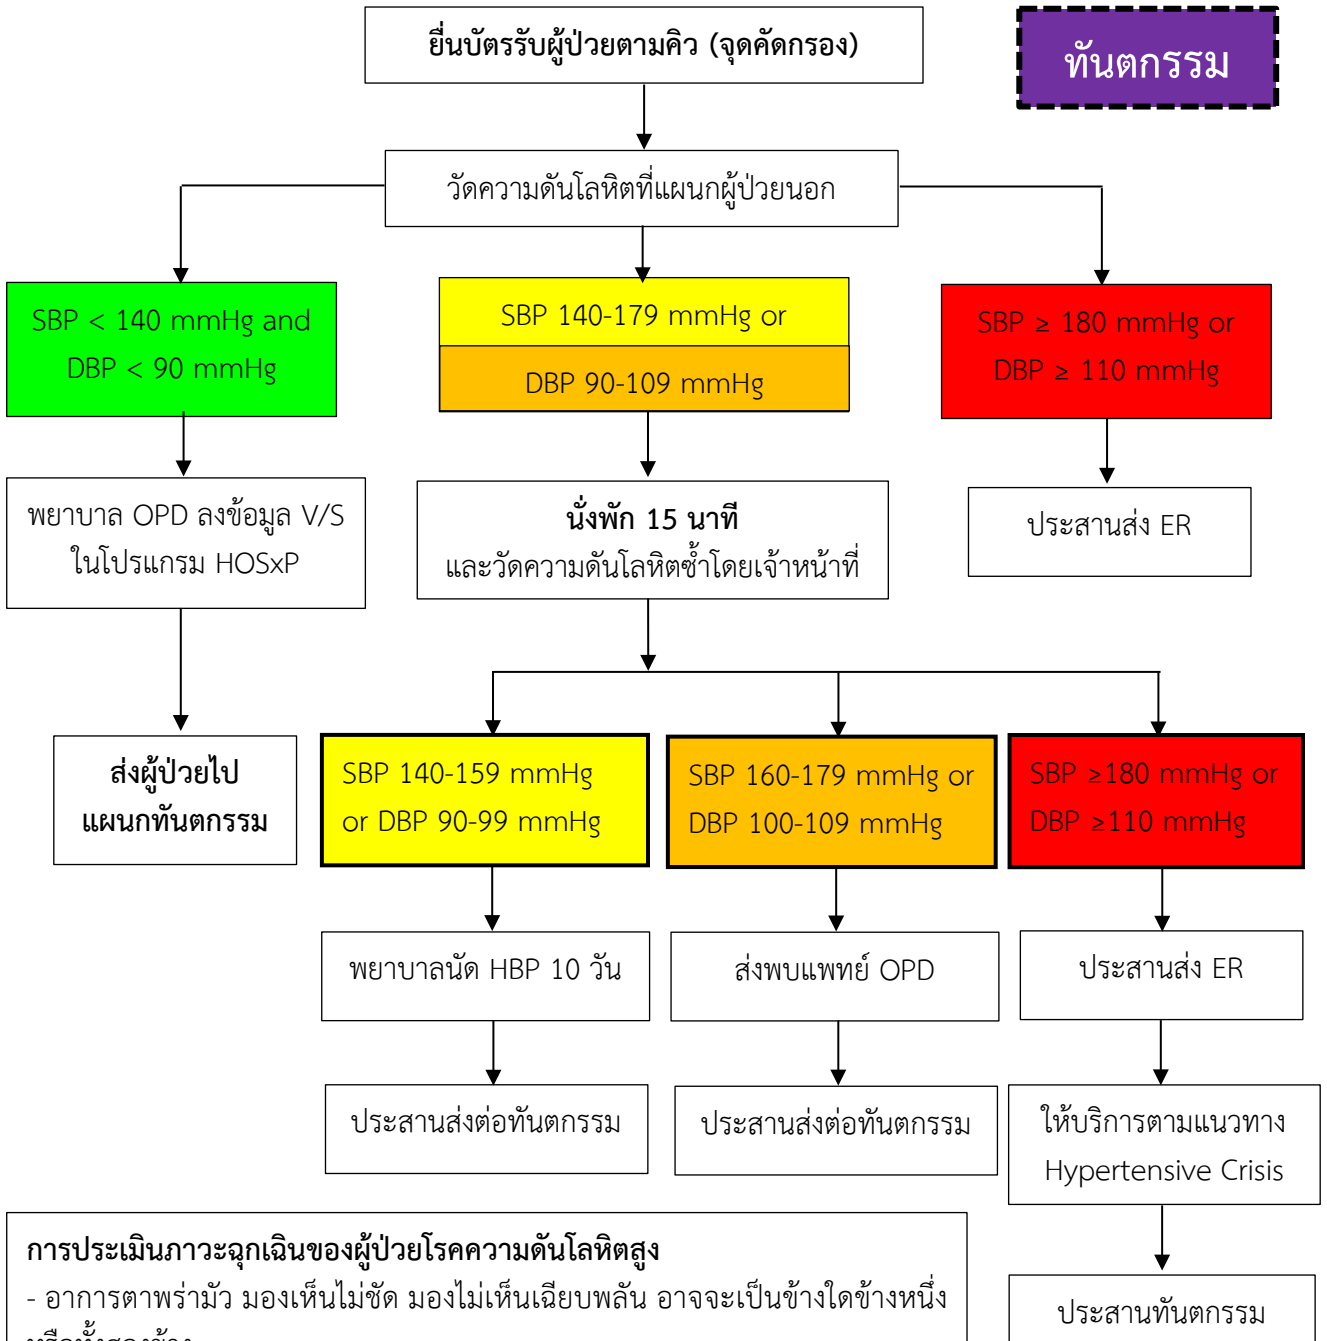 ยื่นบัตรรับผู้ป่วยตามคิว (จุดคัดกรอง)
ทันตกรรม
วัดความดันโลหิตที่แผนกผู้ป่วยนอก
SBP < 140 mmHg and
DBP < 90 mmHg
SBP 140-179 mmHg or
DBP 90-109 mmHg
SBP ≥ 180 mmHg or
DBP ≥ 110 mmHg
พยาบาล OPD ลงข้อมูล V/S
ในโปรแกรม HOSxP
นั่งพัก 15 นาที
และวัดความดันโลหิตซ้ำโดยเจ้าหน้าที่
ประสานส่ง ER
ส่งผู้ป่วยไป
แผนกทันตกรรม
SBP 140-159 mmHg
or DBP 90-99 mmHg
SBP 160-179 mmHg or
DBP 100-109 mmHg
SBP ≥180 mmHg or
DBP ≥110 mmHg
พยาบาลนัด HBP 10 วัน
ส่งพบแพทย์ OPD
ประสานส่ง ER
ประสานส่งต่อทันตกรรม
ประสานส่งต่อทันตกรรม
ให้บริการตามแนวทาง
Hypertensive Crisis
ประสานทันตกรรม
การประเมินภาวะฉุกเฉินของผู้ป่วยโรคความดันโลหิตสูง
- อาการตาพร่ามัว มองเห็นไม่ชัด มองไม่เห็นเฉียบพลัน อาจจะเป็นข้างใดข้างหนึ่ง
หรือทั้งสองข้าง